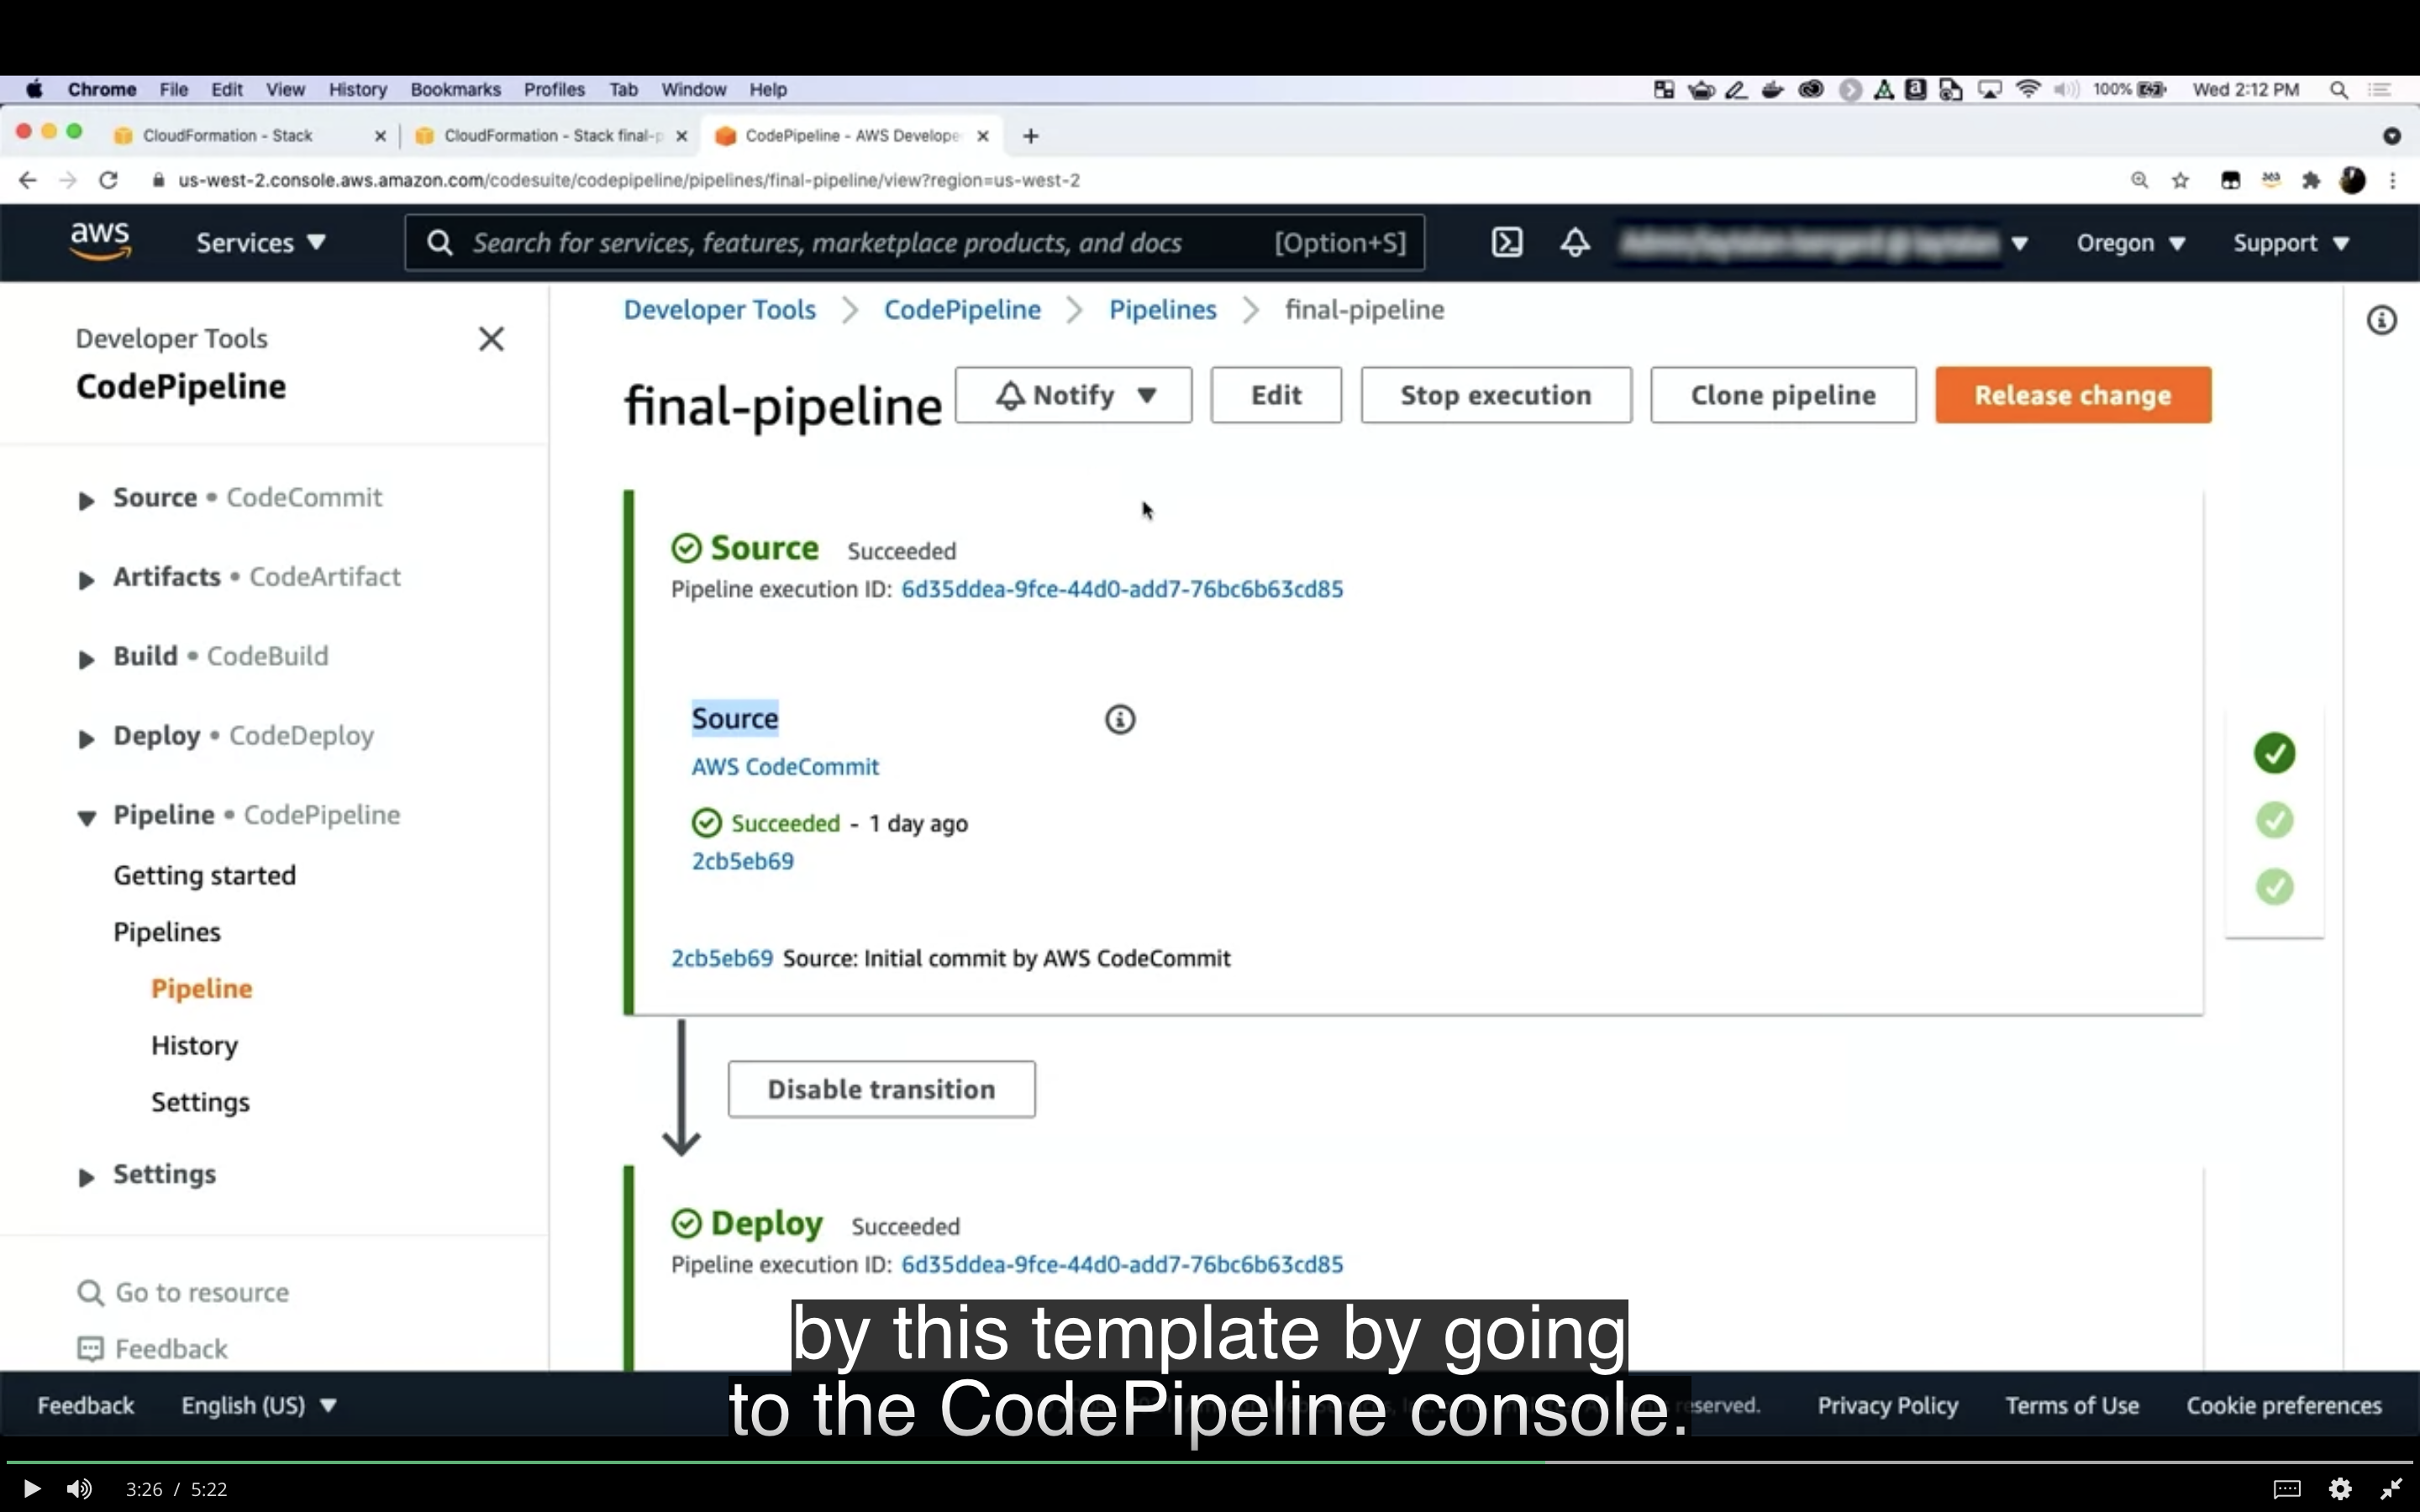 Chrome File Edit View History Bookmarks Profiles Tab Window Help 100% Wed 2:12 PM
CloudFormation - Stack CloudFormation - Stack final-p CodePipeline - AWS Develope
us-west-2.console.aws.amazon.com/codesuite/codepipeline/pipelines/final-pipeline/view?region=us-west-2
aws Services Search for services, features, marketplace products, and docs [Option+S] Oregon Support
Developer Tools
CodePipeline
Source • CodeCommit
Artifacts • CodeArtifact
Build • CodeBuild
Deploy • CodeDeploy
Pipeline • CodePipeline
Getting started
Pipelines
Pipeline
History
Settings
Settings
Go to resource
Feedback
Developer Tools CodePipeline Pipelines final-pipeline
final-pipeline Notify Edit Stop execution Clone pipeline Release change
Source Succeeded
Pipeline execution ID: 6d35ddea-9fce-44d0-add7-76bc6b63cd85
Source
AWS CodeCommit
Succeeded - 1 day ago
2cb5eb69
2cb5eb69 Source: Initial commit by AWS CodeCommit
Disable transition
Deploy Succeeded
Pipeline execution ID: 6d35ddea-9fce-44d0-add7-76bc6b63cd85
by this template by going
to the CodePipeline console.
Feedback English (US) Privacy Policy Terms of Use Cookie preferences
3:26 / 5:22